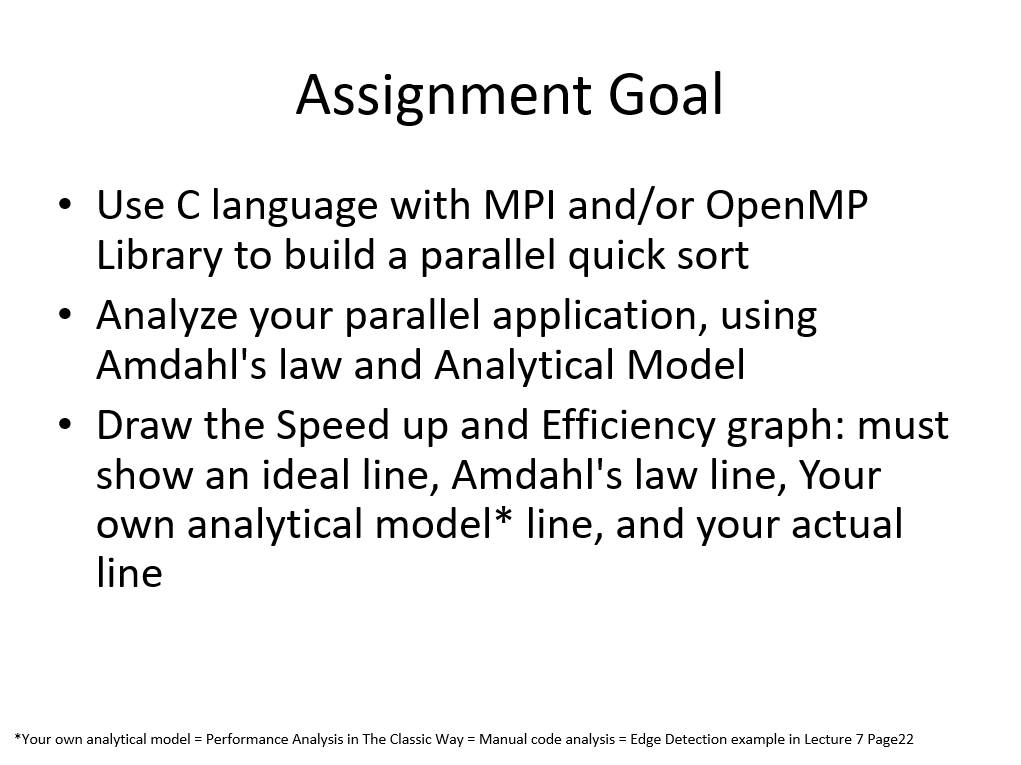 Assignment Goal
• Use C language with MPI and/or OpenMP
Library to build a parallel quick sort
• Analyze your parallel application, using
Amdahl's law and Analytical Model
• Draw the Speed up and Efficiency graph: must
show an ideal line, Amdahl's law line, Your
own analytical model* line, and your actual
line
*Your own analytical model = Performance Analysis in The Classic Way = Manual code analysis = Edge Detection example in Lecture 7 Page22